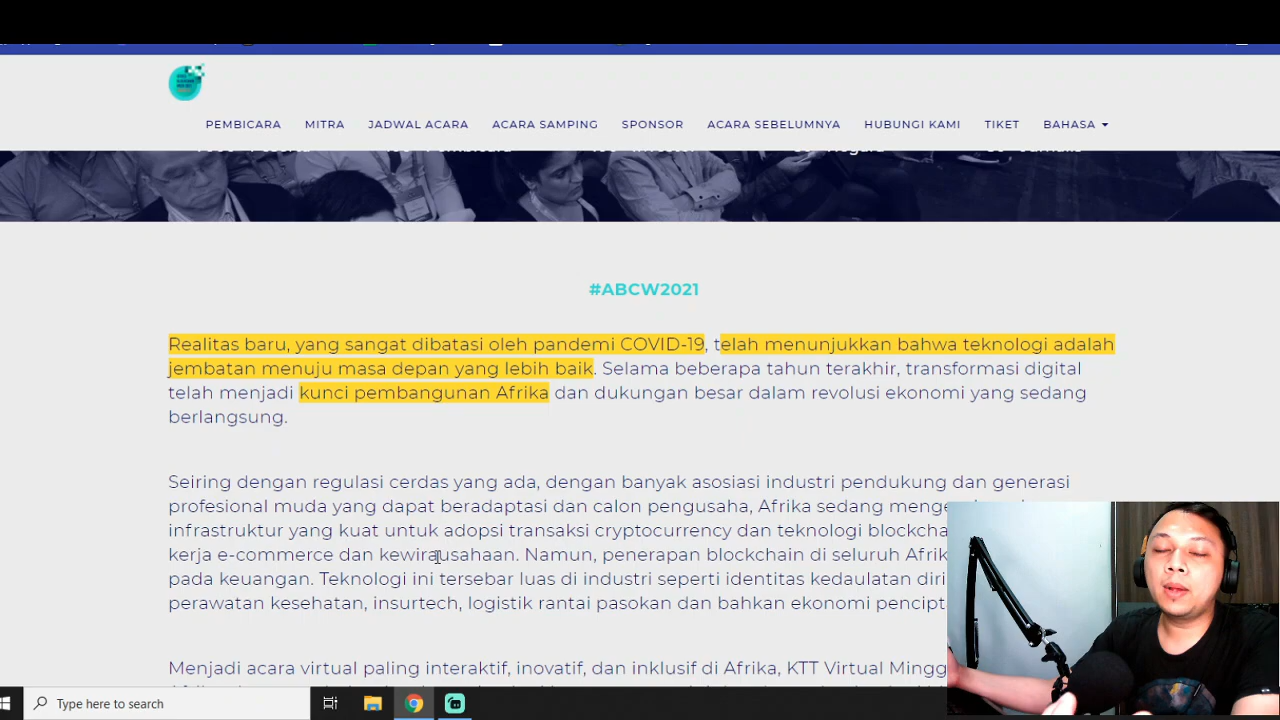 PEMBICARA MITRA JADWAL ACARA ACARA SAMPING SPONSOR ACARA SEBELUMNYA HUBUNGI KAMI TIKET BAHASA
#ABCW2021
Realitas baru, yang sangat dibatasi oleh pandemi COVID-19, telah menunjukkan bahwa teknologi adalah
jembatan menuju masa depan yang lebih baik. Selama beberapa tahun terakhir, transformasi digital
telah menjadi kunci pembangunan Afrika dan dukungan besar dalam revolusi ekonomi yang sedang
berlangsung.
Seiring dengan regulasi cerdas yang ada, dengan banyak asosiasi industri pendukung dan generasi
profesional muda yang dapat beradaptasi dan calon pengusaha, Afrika sedang
infrastruktur yang kuat untuk adopsi transaksi cryptocurrency dan teknologi
kerja e-commerce dan kewirausahaan. Namun, penerapan blockchain di seluruh
pada keuangan. Teknologi ini tersebar luas di industri seperti identitas kedaulatan diri
perawatan kesehatan, insurtech, logistik rantai pasokan dan bahkan ekonomi
Menjadi acara virtual paling interaktif, inovatif, dan inklusif di Afrika, KTT Virtual
Type here to search